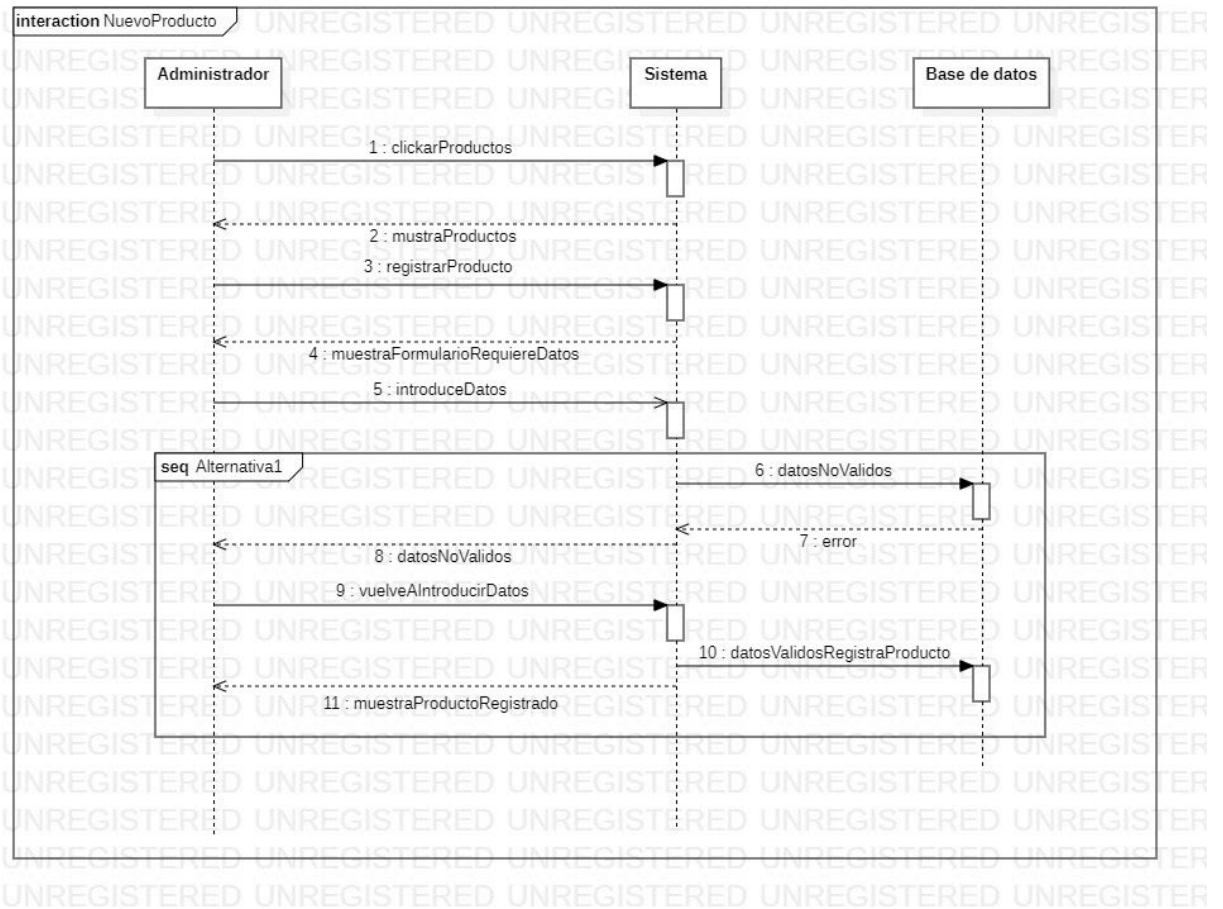 interaction NuevoProducto
Administrador
Sistema
Base de datos
1 : clickarProductos
2 : mustraProductos
3 : registrarProducto
4 : muestraFormularioRequiereDatos
5 : introduceDatos
seq Alternativa1
6 : datosNoValidos
7 : error
8 : datosNoValidos
9 : vuelveAIntroducirDatos
10 : datosValidosRegistraProducto
11 : muestraProductoRegistrado
UNREGISTERED